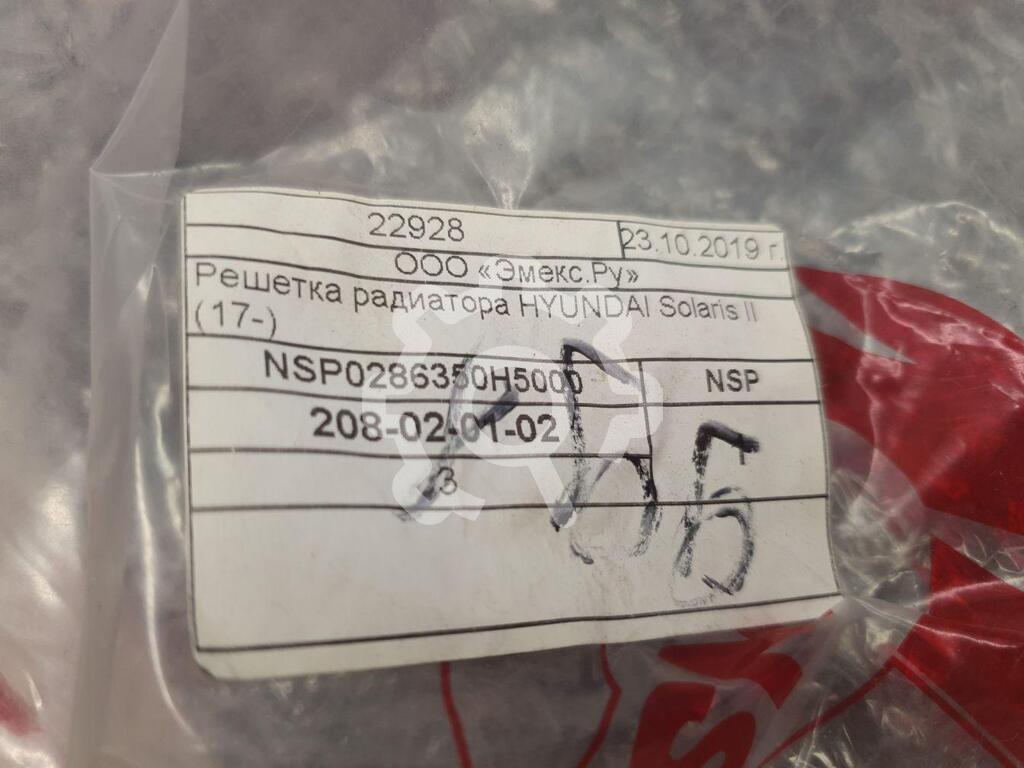 22928 23.10.2019 г.
ООО «Эмекс.Ру»
Решетка радиатора HYUNDAI Solaris II
(17-)
NSP0286350H5000 NSP
208-02-01-02
3